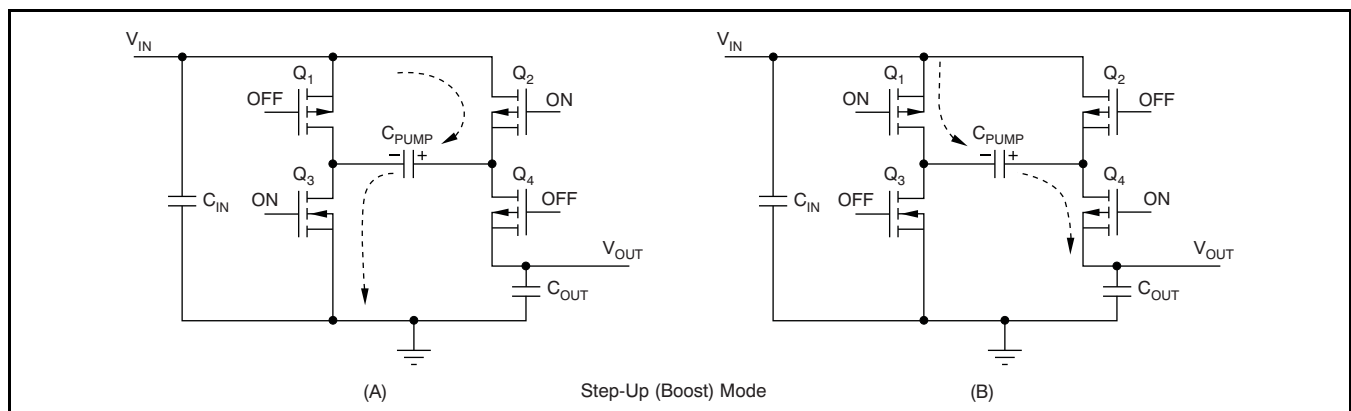 V_IN
Q_1
Q_2
OFF
ON
C_PUMP
− +
Q_3
Q_4
ON
OFF
C_IN
V_OUT
C_OUT
(A)
V_IN
Q_1
Q_2
ON
OFF
C_PUMP
− +
Q_3
Q_4
OFF
ON
C_IN
V_OUT
C_OUT
Step-Up (Boost) Mode
(B)